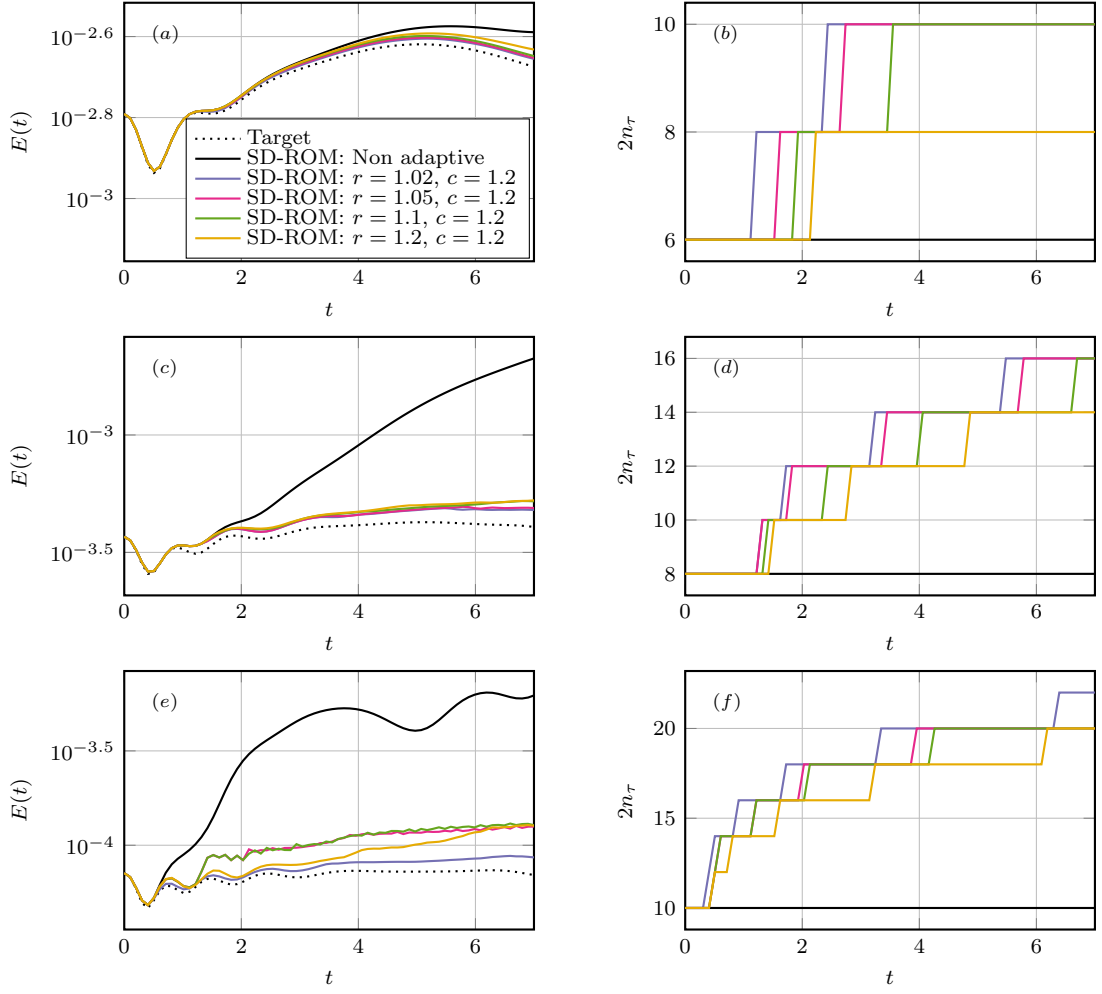 (a)
10^{-2.6}
10^{-2.8}
10^{-3}
E(t)
Target
SD-ROM: Non adaptive
SD-ROM: r = 1.02, c = 1.2
SD-ROM: r = 1.05, c = 1.2
SD-ROM: r = 1.1, c = 1.2
SD-ROM: r = 1.2, c = 1.2
0 2 4 6
t
(b)
10
8
6
2n_τ
0 2 4 6
t
(c)
10^{-3}
10^{-3.5}
E(t)
0 2 4 6
t
(d)
16
14
12
10
8
2n_τ
0 2 4 6
t
(e)
10^{-3.5}
10^{-4}
E(t)
0 2 4 6
t
(f)
20
15
10
2n_τ
0 2 4 6
t